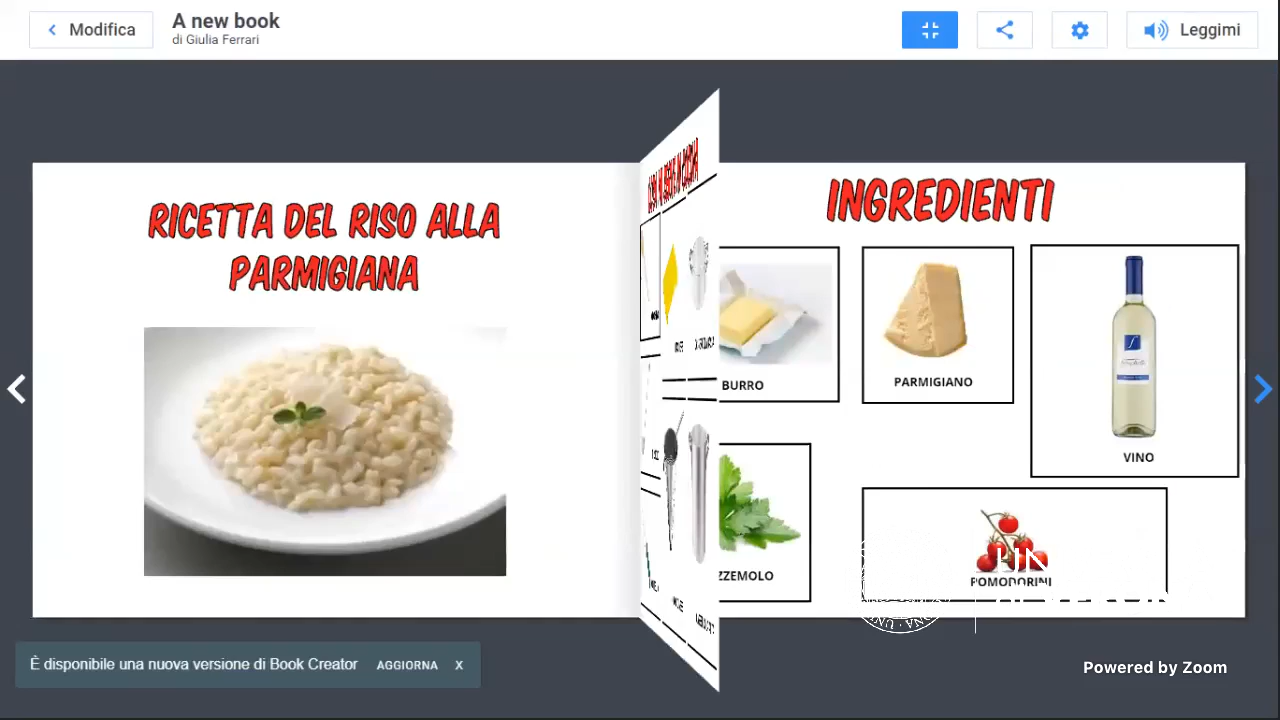 Modifica
A new book
di Giulia Ferrari
Leggimi
RICETTA DEL RISO ALLA
PARMIGIANA
INGREDIENTI
BURRO
PARMIGIANO
VINO
ZZEMOLO
POMODORINI
È disponibile una nuova versione di Book Creator
AGGIORNA
X
Powered by Zoom